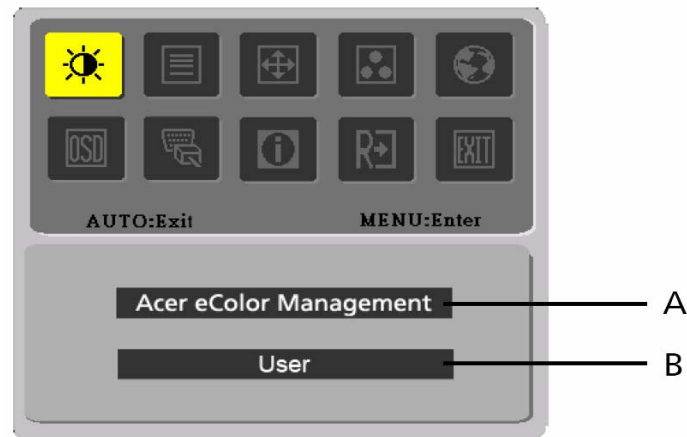 OSD
i
R
EXIT
AUTO:Exit MENU:Enter
Acer eColor Management A
User B